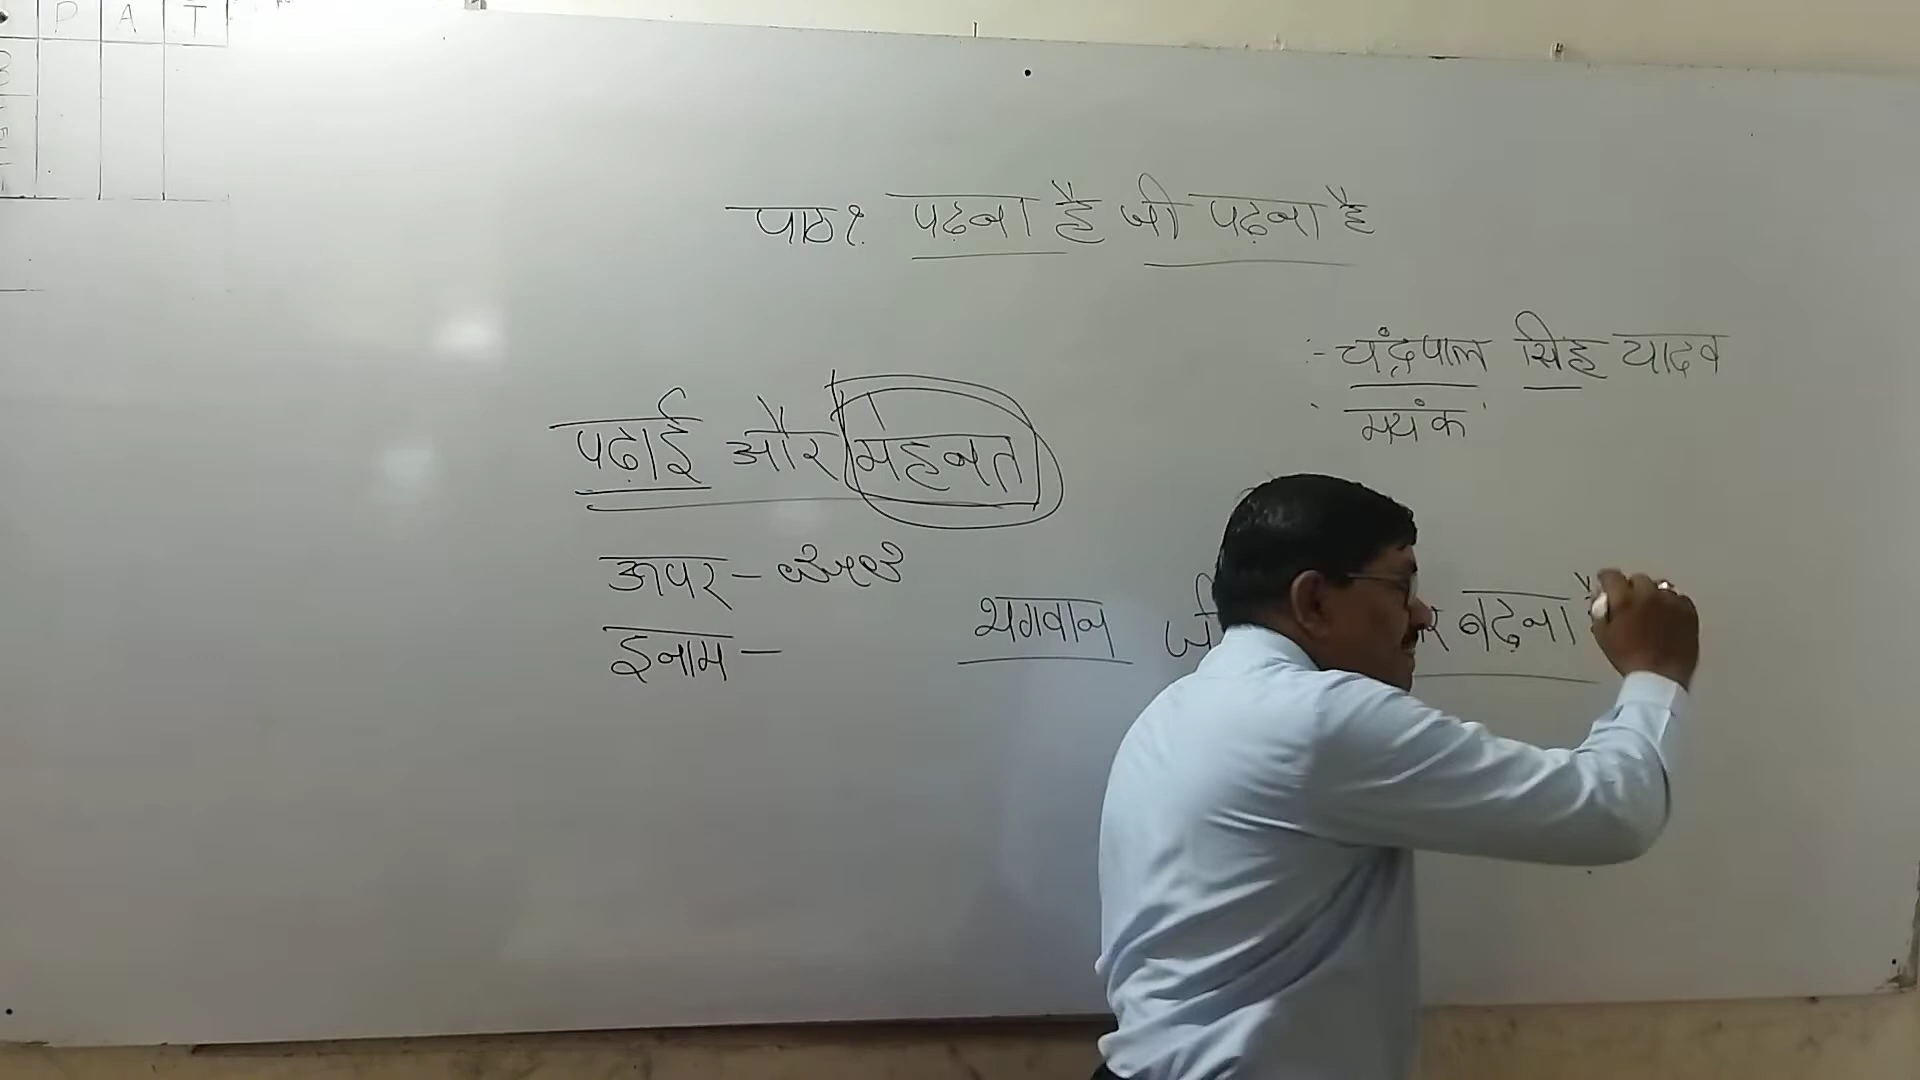 P A T
पाठ१. पढ़ना है जी पढ़ना है
:- चंद्रपाल सिंह यादव
' मयंक '
पढ़ाई और मेहनत
ऊपर -
इनाम -
भगवान बढ़ना